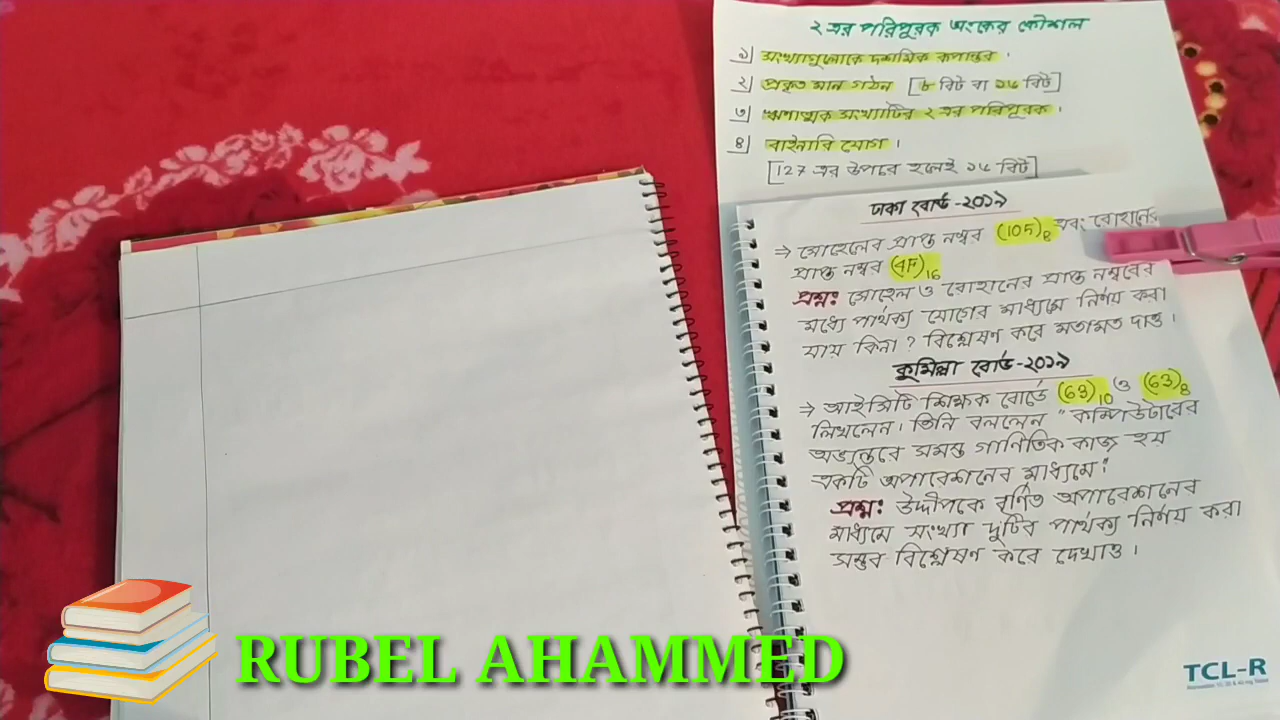 ২ এর পরিপূরক অংকের কৌশল
১| সংখ্যাগুলোকে দশমিক রূপান্তর ।
২| প্রকৃত মান গঠন [৮ বিট বা ১৬ বিট]
৩| ঋণাত্মক সংখ্যাটির ২ এর পরিপূরক ।
৪| বাইনারি যোগ ।
[127 এর উপরে হলেই ১৬ বিট]
ঢাকা বোর্ড -২০১৯
⇒ সোহেলের প্রাপ্ত নম্বর (105)8 এবং রোহানের
প্রাপ্ত নম্বর (4F)16
প্রশ্ন: সোহেল ও রোহানের প্রাপ্ত নম্বরের
মধ্যে পার্থক্য যোগের মাধ্যমে নির্ণয় করা
যায় কিনা ? বিশ্লেষণ করে মতামত দাও ।
কুমিল্লা বোর্ড-২০১৯
⇒ আইসিটি শিক্ষক বোর্ডে (63)10 ও (63)8
লিখলেন। তিনি বললেন "কম্পিউটারের
অভ্যন্তরে সমস্ত গাণিতিক কাজ হয়
একটি অপারেশনের মাধ্যমে।
প্রশ্ন: উদ্দীপকে বর্ণিত অপারেশনের
মাধ্যমে সংখ্যা দুটির পার্থক্য নির্ণয় করা
সম্ভব বিশ্লেষণ করে দেখাও ।
RUBEL AHAMMED
TCL-R